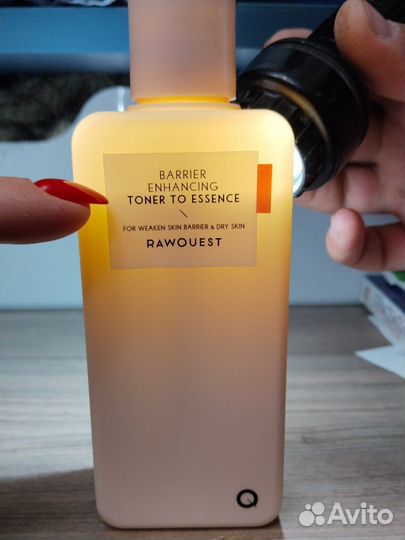 BARRIER
ENHANCING
TONER TO ESSENCE
FOR WEAKEN SKIN BARRIER & DRY SKIN
RAWQUEST
Q
Avito